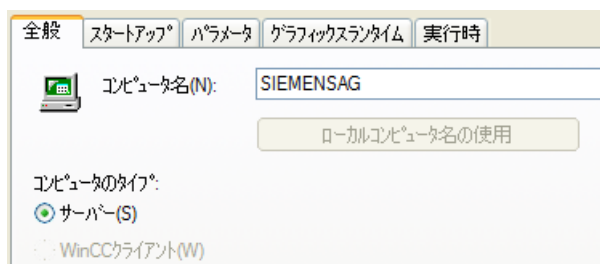 全般 スタートアップ パラメータ グラフィックスランタイム 実行時
コンピュータ名(N): SIEMENSAG
ローカルコンピュータ名の使用
コンピュータのタイプ:
サーバー(S)
WinCCクライアント(W)